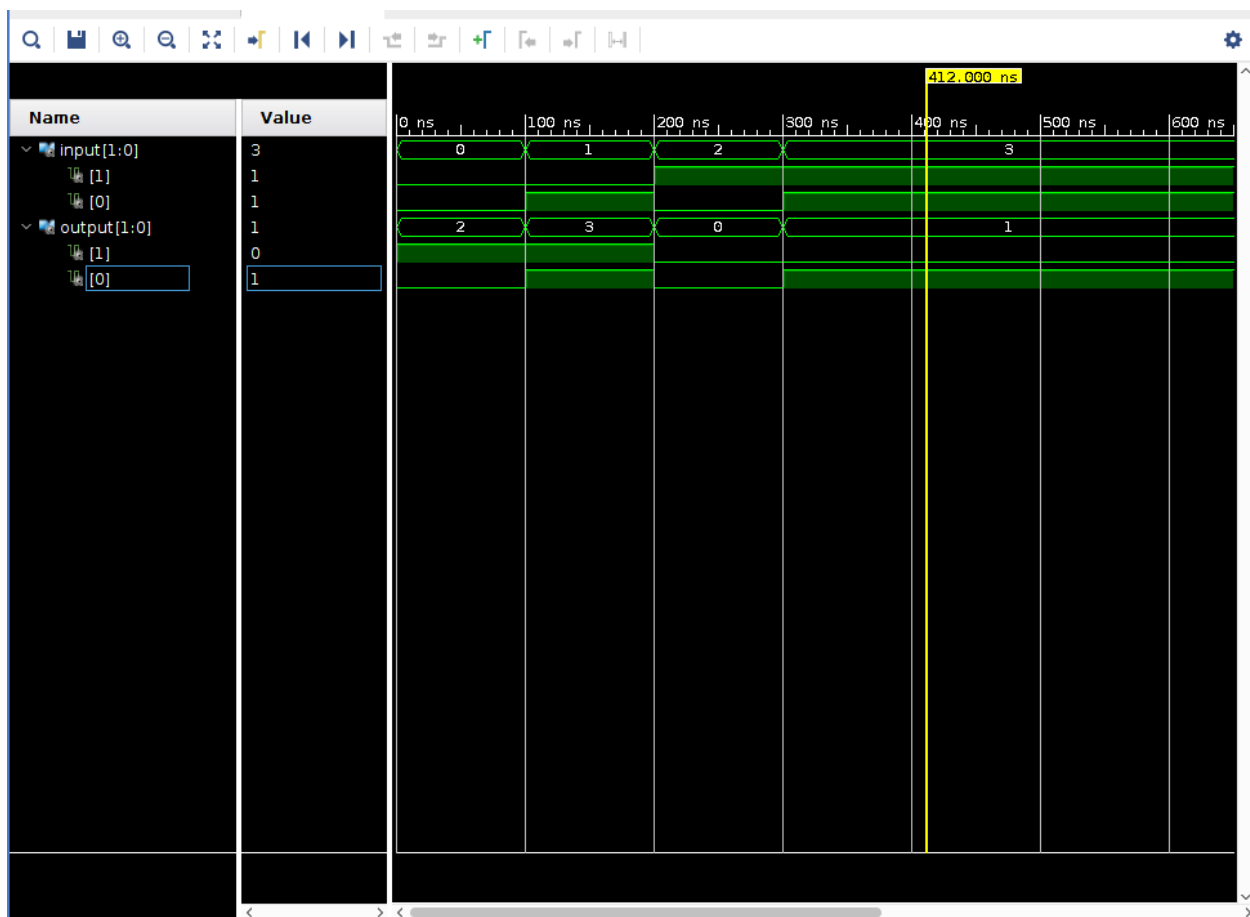 412.000 ns
Name Value 0 ns 100 ns 200 ns 300 ns 400 ns 500 ns 600 ns
input[1:0] 3 0 1 2 3
[1] 1
[0] 1
output[1:0] 1 2 3 0 1
[1] 0
[0] 1